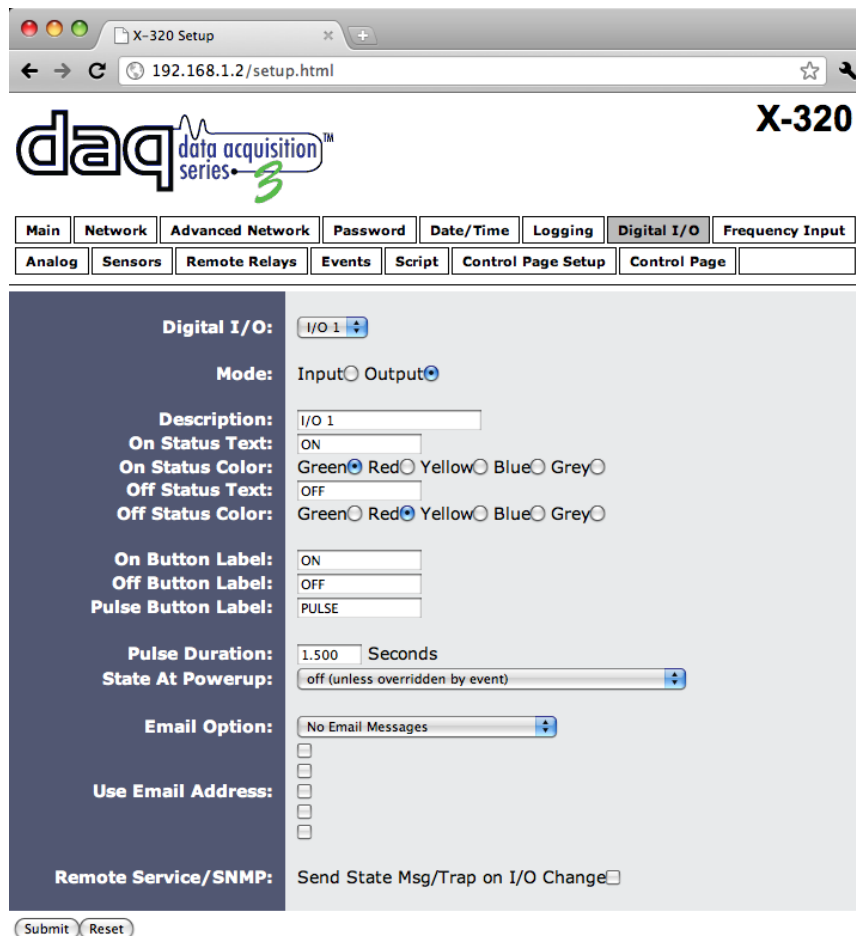 X-320 Setup
192.168.1.2/setup.html
daq data acquisition series 3 TM
X-320
Main Network Advanced Network Password Date/Time Logging Digital I/O Frequency Input
Analog Sensors Remote Relays Events Script Control Page Setup Control Page
Digital I/O: I/O 1
Mode: Input Output
Description: I/O 1
On Status Text: ON
On Status Color: Green Red Yellow Blue Grey
Off Status Text: OFF
Off Status Color: Green Red Yellow Blue Grey
On Button Label: ON
Off Button Label: OFF
Pulse Button Label: PULSE
Pulse Duration: 1.500 Seconds
State At Powerup: off (unless overridden by event)
Email Option: No Email Messages
Use Email Address:
Remote Service/SNMP: Send State Msg/Trap on I/O Change
Submit Reset